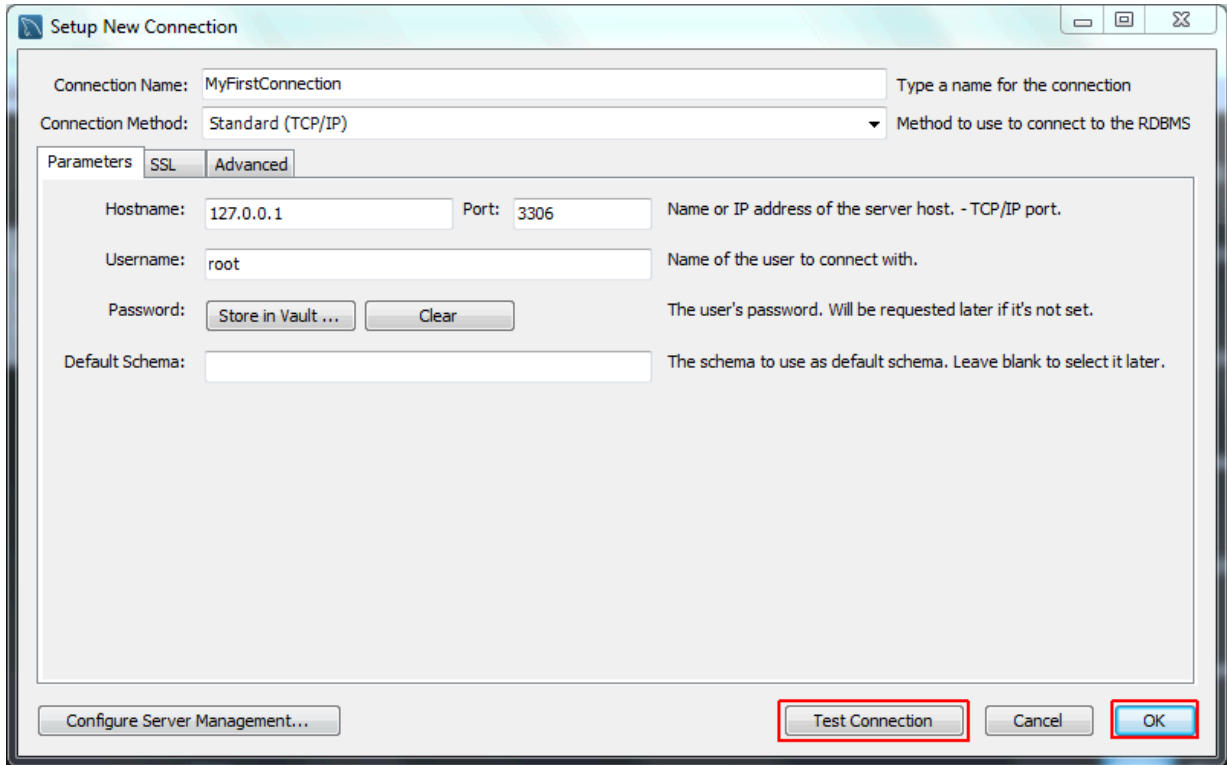 Setup New Connection
Connection Name: MyFirstConnection Type a name for the connection
Connection Method: Standard (TCP/IP) Method to use to connect to the RDBMS
Parameters SSL Advanced
Hostname: 127.0.0.1 Port: 3306 Name or IP address of the server host. - TCP/IP port.
Username: root Name of the user to connect with.
Password: Store in Vault ... Clear The user's password. Will be requested later if it's not set.
Default Schema: The schema to use as default schema. Leave blank to select it later.
Configure Server Management... Test Connection Cancel OK